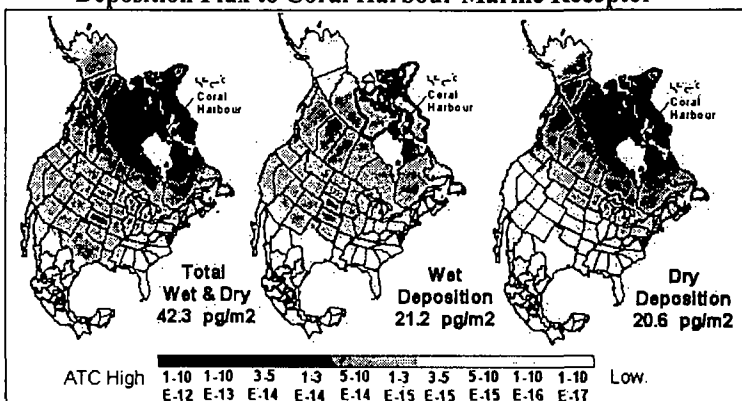 Deposition Flux to Coral Harbour Marine Receptor
Coral
Harbour
Total
Wet & Dry
42.3 pg/m2
Coral
Harbour
Wet
Deposition
21.2 pg/m2
Coral
Harbour
Dry
Deposition
20.6 pg/m2
ATC High 1-10 1-10 3-5 1-3 5-10 1-3 3-5 5-10 1-10 1-10 Low.
E-12 E-13 E-14 E-14 E-14 E-15 E-15 E-15 E-16 E-17